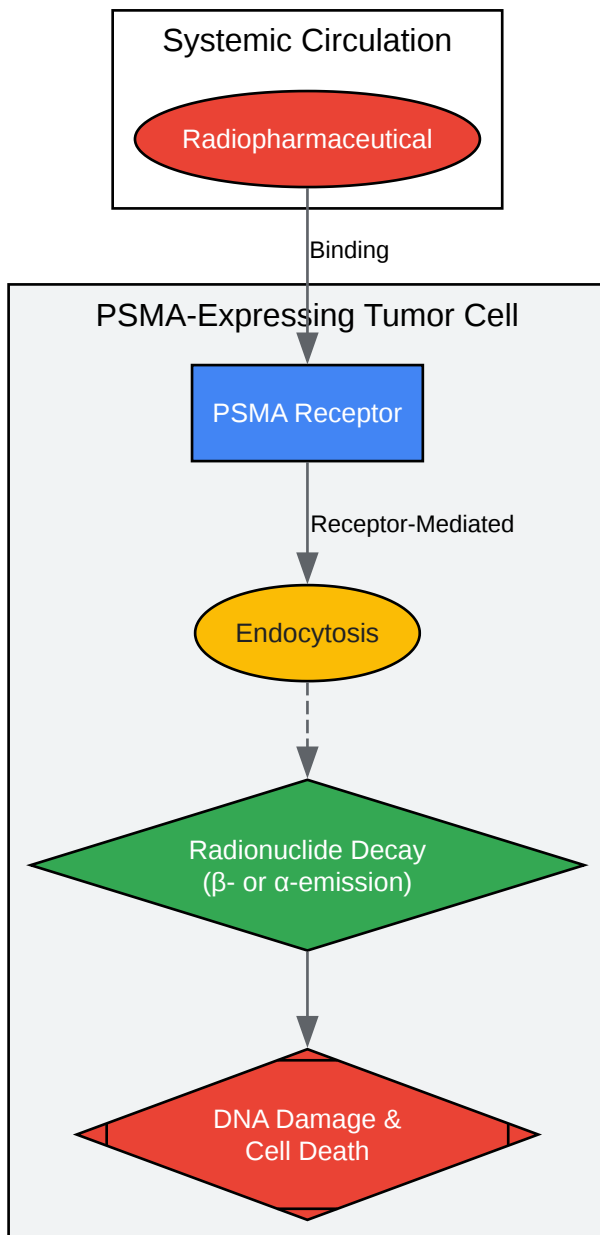 Systemic Circulation
Radiopharmaceutical
Binding
PSMA-Expressing Tumor Cell
PSMA Receptor
Receptor-Mediated
Endocytosis
Radionuclide Decay
(β- or α-emission)
DNA Damage &
Cell Death